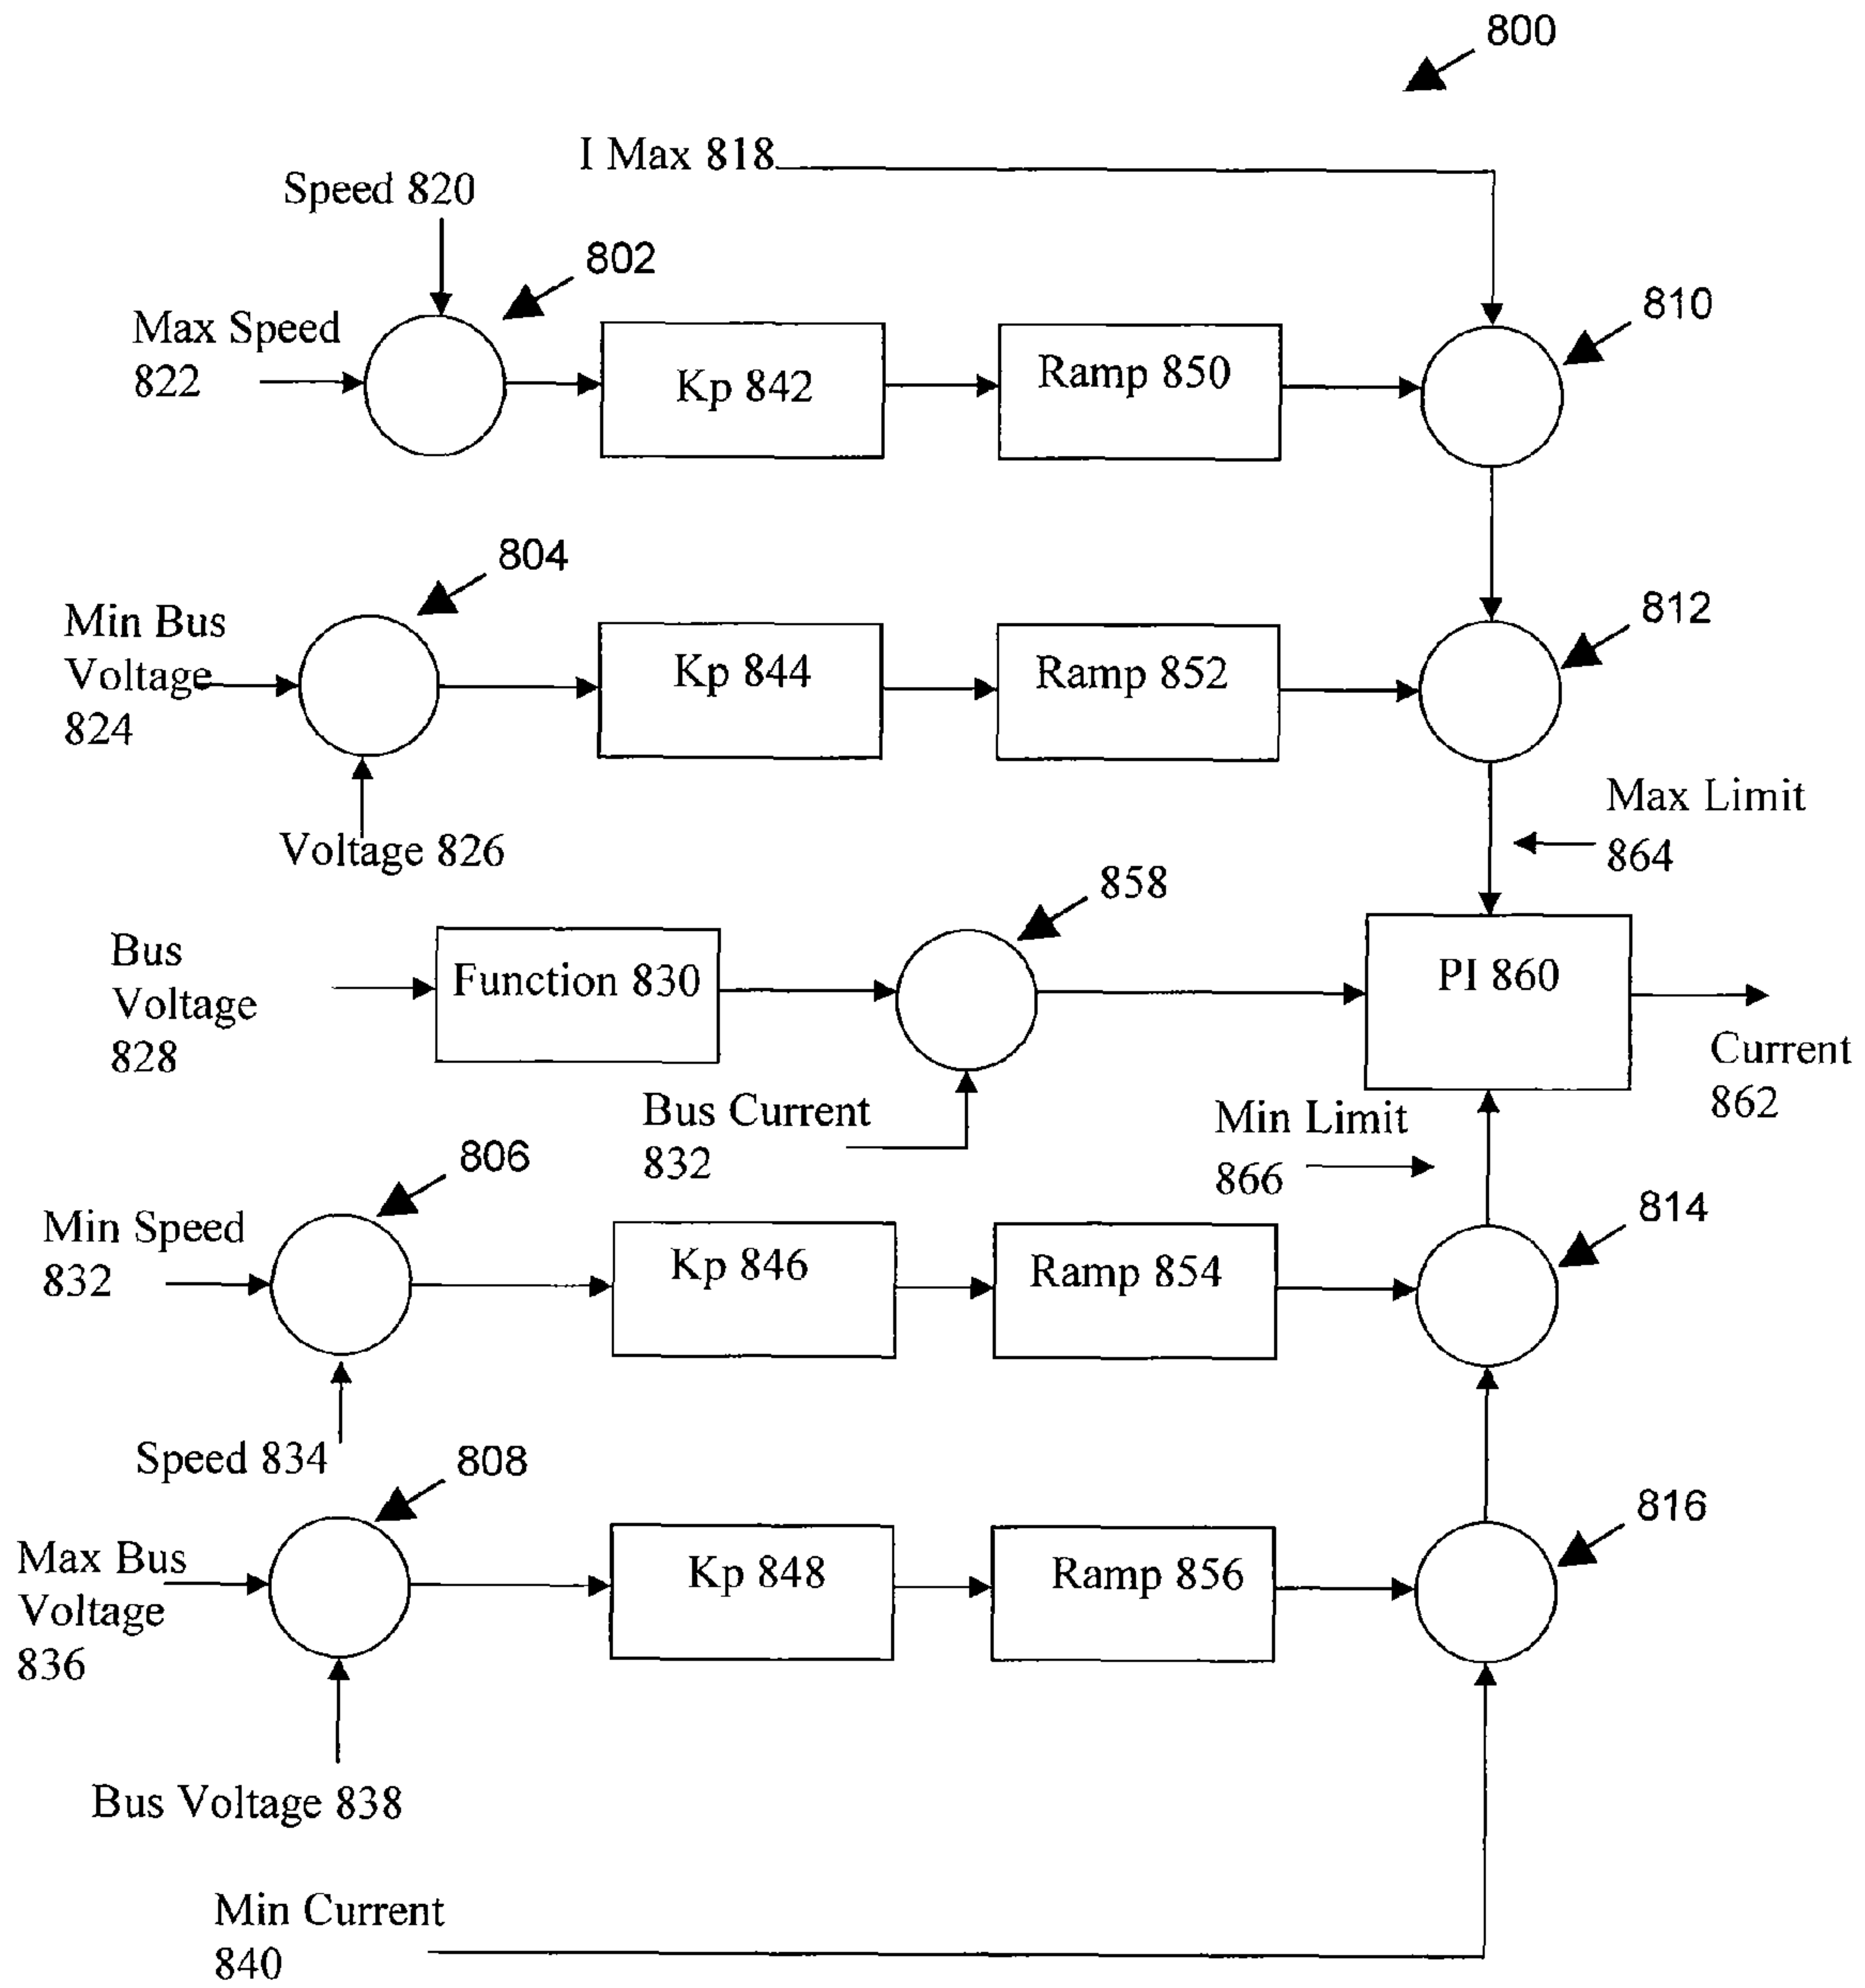 800
I Max 818
Speed 820
802
Max Speed
822
Kp 842
Ramp 850
810
804
Min Bus
Voltage
824
Kp 844
Ramp 852
812
Voltage 826
Max Limit
864
858
Bus
Voltage
828
Function 830
PI 860
Bus Current
832
Current
862
Min Limit
866
806
Min Speed
832
Kp 846
Ramp 854
814
Speed 834
808
Max Bus
Voltage
836
Kp 848
Ramp 856
816
Bus Voltage 838
Min Current
840